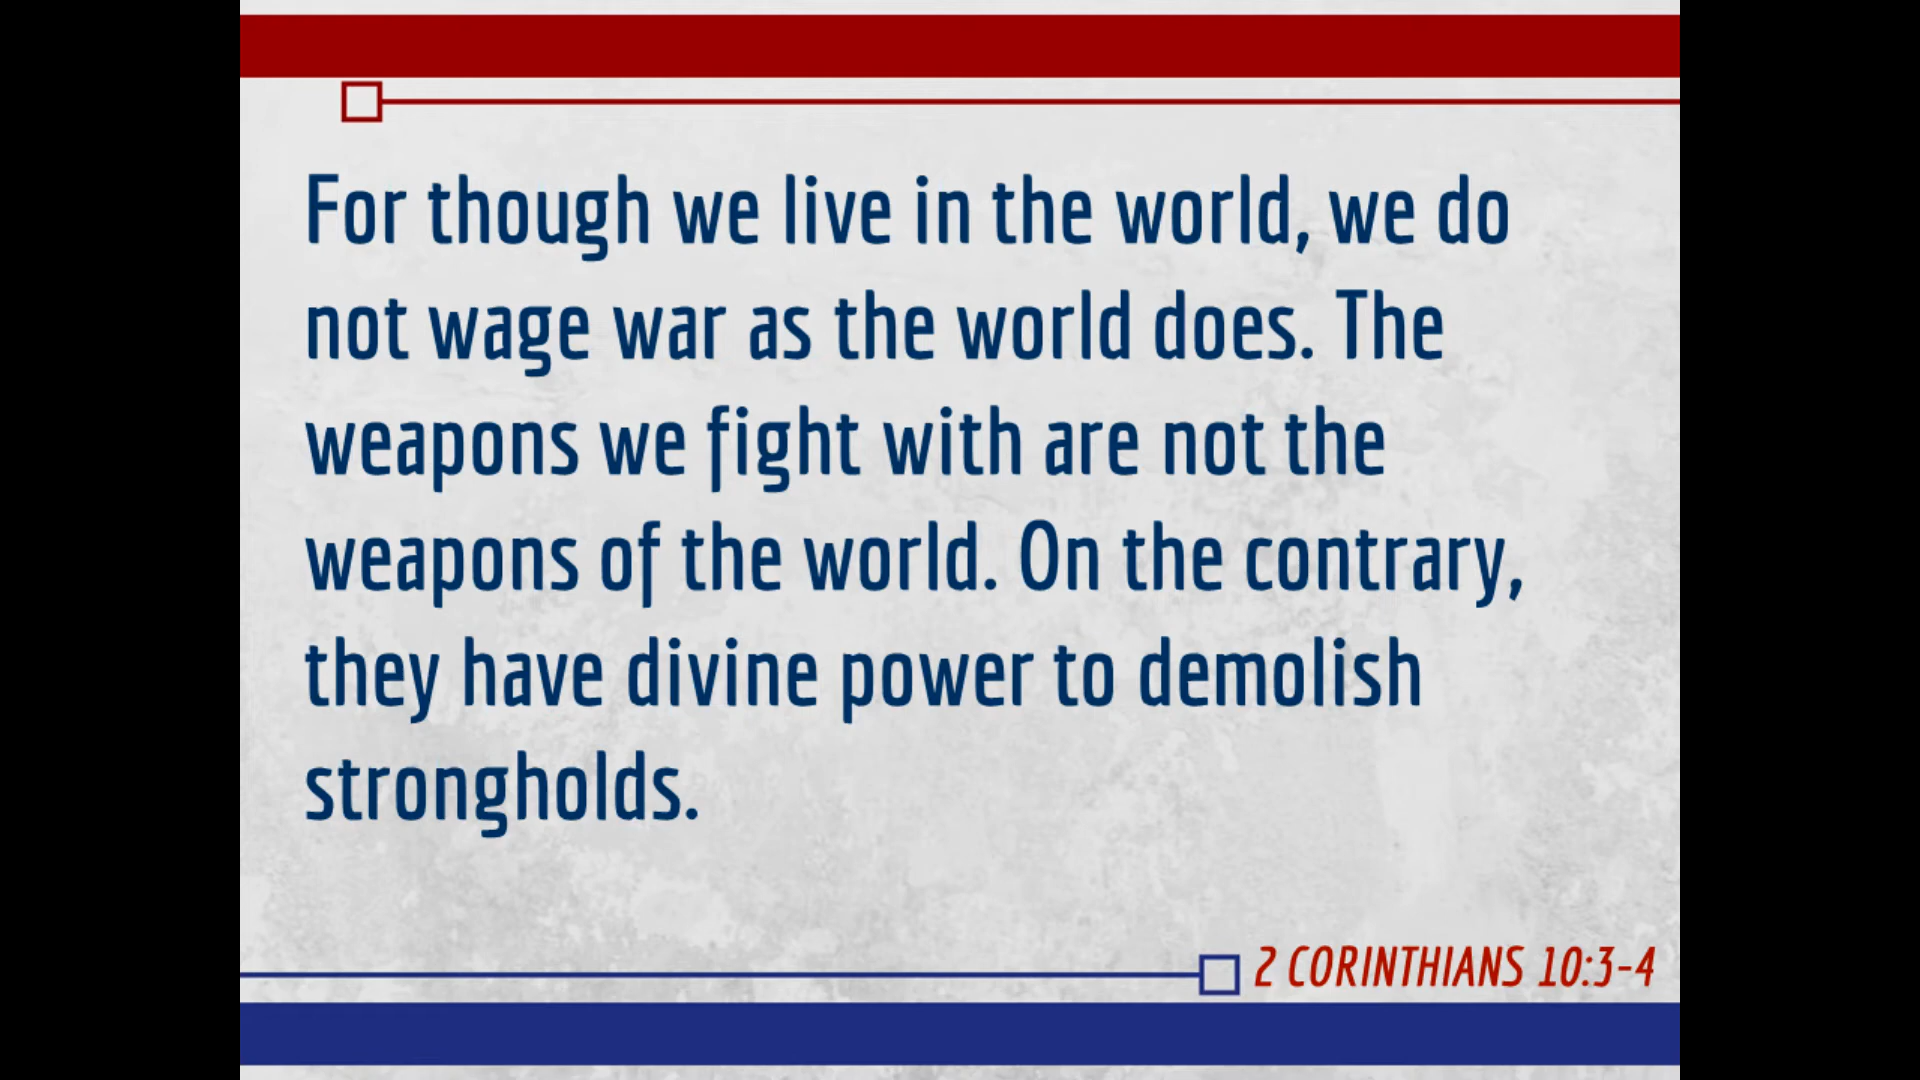 For though we live in the world, we do
not wage war as the world does. The
weapons we fight with are not the
weapons of the world. On the contrary,
they have divine power to demolish
strongholds.
2 CORINTHIANS 10:3-4